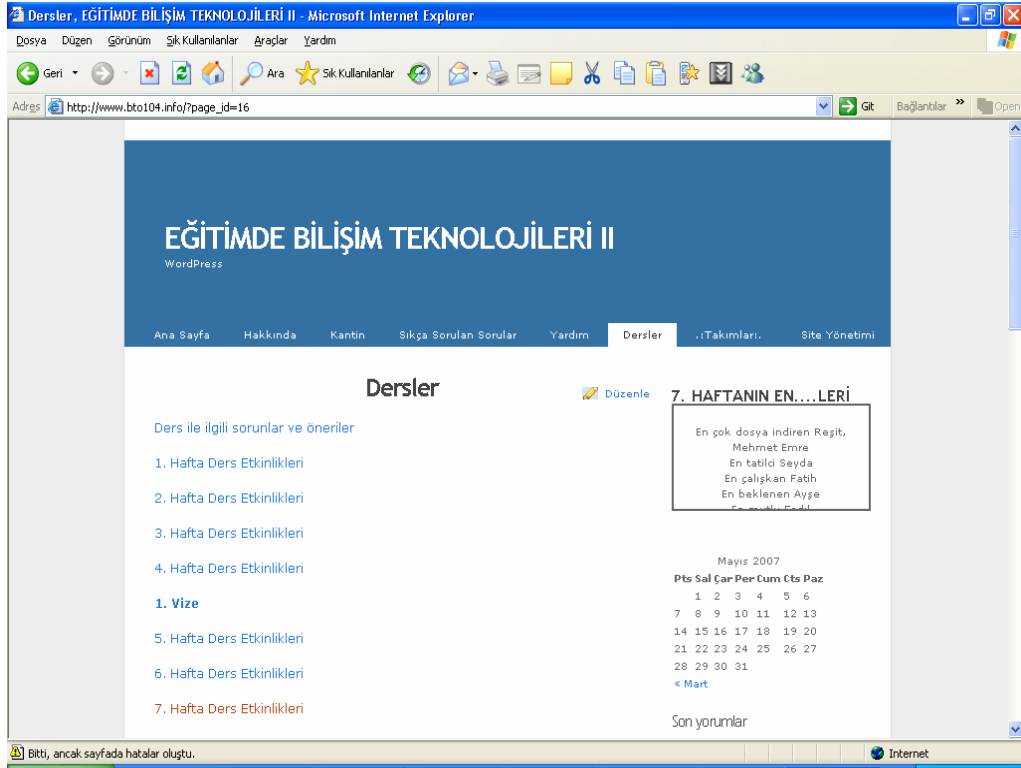 Dersler , EĞİTİMDE BİLİŞİM TEKNOLOJİLERİ II - Microsoft Internet Explorer
Dosya Düzen Görünüm Sık Kullanılanlar Araçlar Yardım
Geri Ara Sık Kullanılanlar
Adres http://www.bto104.info/?page_id=16 Git Bağlantılar » Open
EĞİTİMDE BİLİŞİM TEKNOLOJİLERİ II
WordPress
Ana Sayfa Hakkında Kantin Sıkça Sorulan Sorular Yardım Dersler .:Takımlar:. Site Yönetimi
Dersler
Düzenle
Ders ile ilgili sorunlar ve öneriler
1. Hafta Ders Etkinlikleri
2. Hafta Ders Etkinlikleri
3. Hafta Ders Etkinlikleri
4. Hafta Ders Etkinlikleri
1. Vize
5. Hafta Ders Etkinlikleri
6. Hafta Ders Etkinlikleri
7. Hafta Ders Etkinlikleri
7. HAFTANIN EN....LERİ
En çok dosya indiren Reşit,
Mehmet Emre
En tatilci Seyda
En çalışkan Fatih
En beklenen Ayşe
Mayıs 2007
Pts Sal Çar Per Cum Cts Paz
1 2 3 4 5 6
7 8 9 10 11 12 13
14 15 16 17 18 19 20
21 22 23 24 25 26 27
28 29 30 31
« Mart
Son yorumlar
Bitti, ancak sayfada hatalar oluştu. Internet